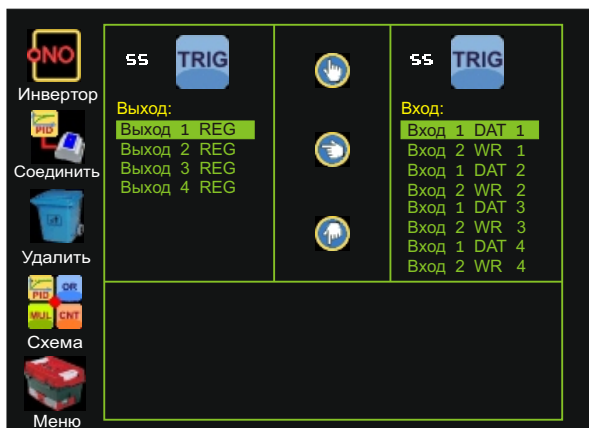 NO
Инвертор
PID
Соединить
Удалить
PID OR
MUL CNT
Схема
Меню
55 TRIG
Выход:
Выход 1 REG
Выход 2 REG
Выход 3 REG
Выход 4 REG
55 TRIG
Вход:
Вход 1 DAT 1
Вход 2 WR 1
Вход 1 DAT 2
Вход 2 WR 2
Вход 1 DAT 3
Вход 2 WR 3
Вход 1 DAT 4
Вход 2 WR 4